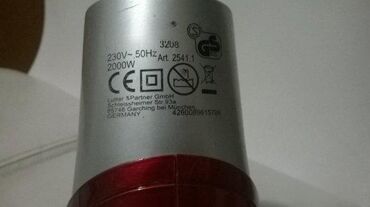 3208
230V~ 50Hz Art. 2541.1
2000W
CE
GS
Lutter &Partner GmbH
Schleissheimer Str.93a
85748 Garching bei München
GERMANY